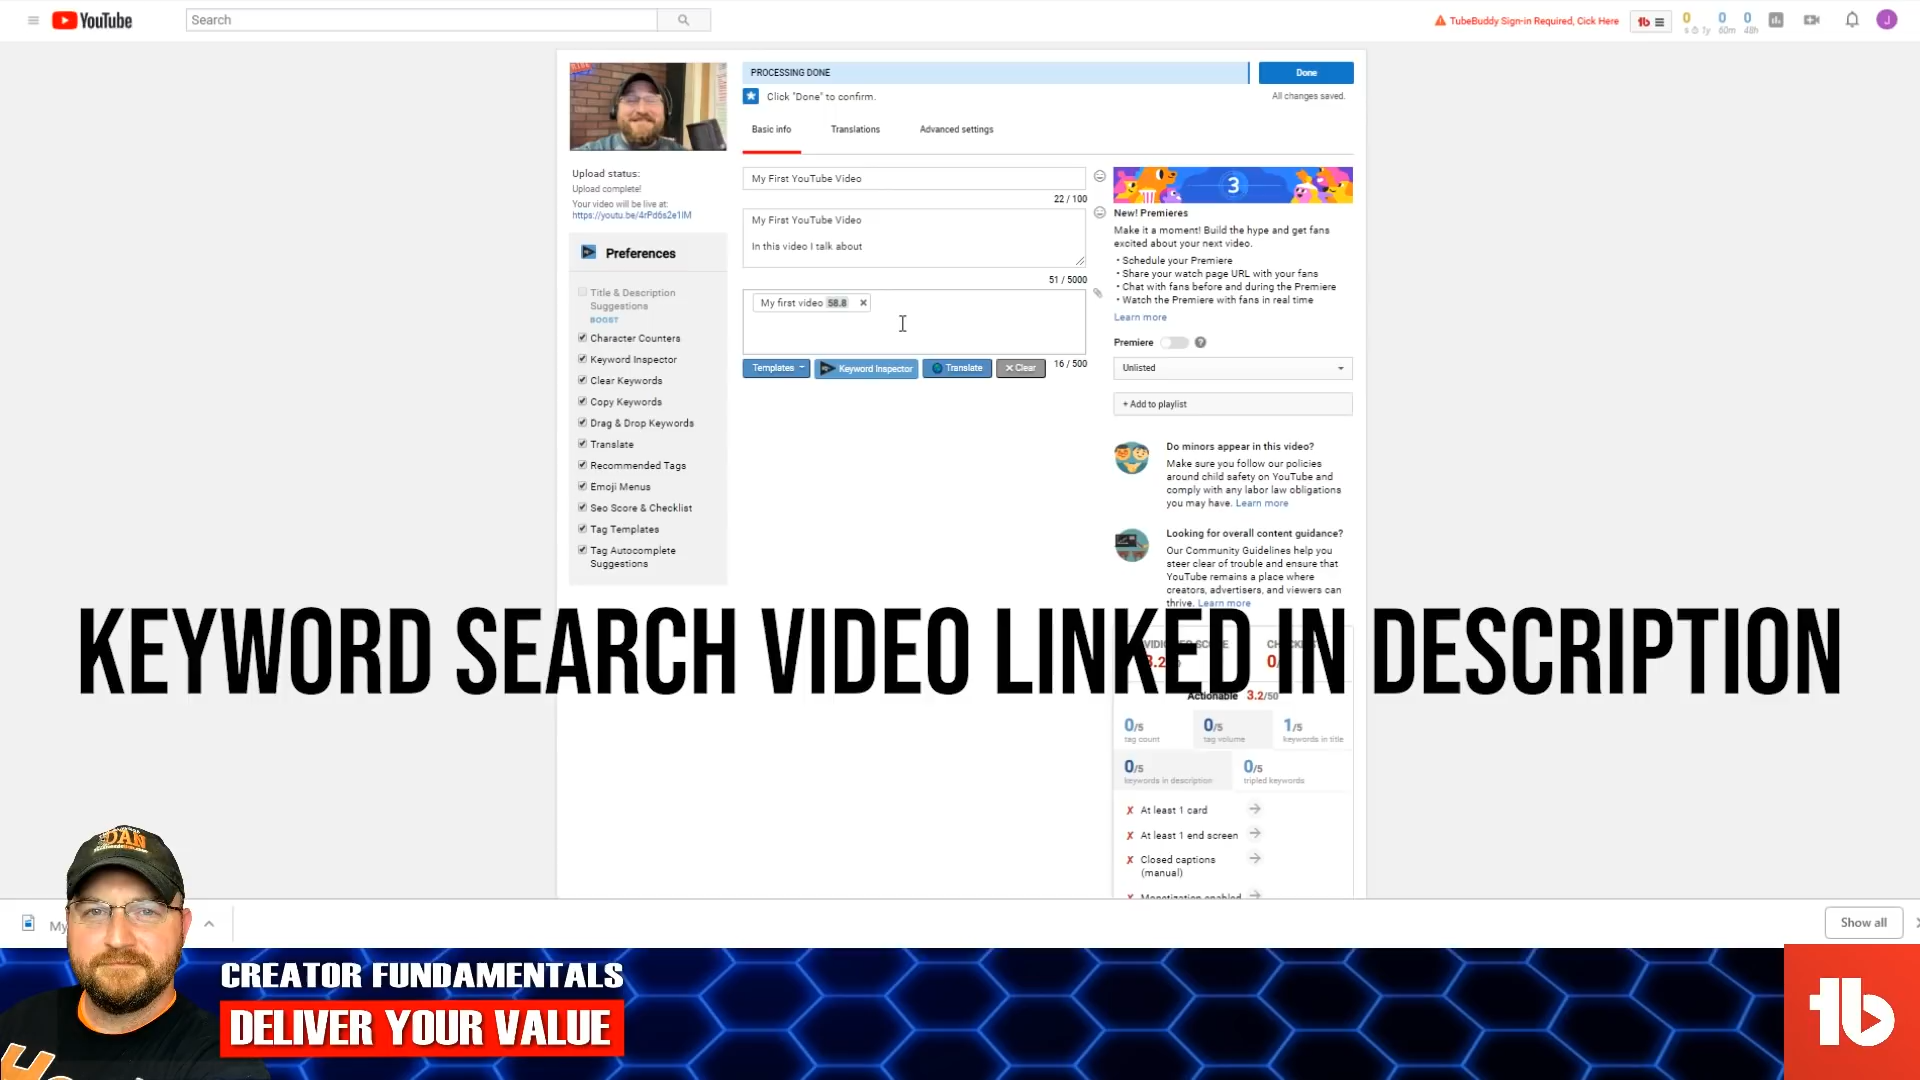 YouTube
Search
TubeBuddy Sign-in Required, Cick Here
0
0
0
1y
60m
48h
J
PROCESSING DONE
Done
Click "Done" to confirm.
All changes saved.
Basic info
Translations
Advanced settings
Upload status:
Upload complete!
Your video will be live at:
https://youtu.be/4rPd6s2e1IM
My First YouTube Video
22 / 100
My First YouTube Video
In this video I talk about
51 / 5000
My first video 58.8
Templates
Keyword Inspector
Translate
Clear
16 / 500
Preferences
Title & Description
Suggestions
BOOST
Character Counters
Keyword Inspector
Clear Keywords
Copy Keywords
Drag & Drop Keywords
Translate
Recommended Tags
Emoji Menus
Seo Score & Checklist
Tag Templates
Tag Autocomplete
Suggestions
3
New! Premieres
Make it a moment! Build the hype and get fans
excited about your next video.
• Schedule your Premiere
• Share your watch page URL with your fans
• Chat with fans before and during the Premiere
• Watch the Premiere with fans in real time
Learn more
Premiere
Unlisted
+ Add to playlist
Do minors appear in this video?
Make sure you follow our policies
around child safety on YouTube and
comply with any labor law obligations
you may have. Learn more
Looking for overall content guidance?
Our Community Guidelines help you
steer clear of trouble and ensure that
YouTube remains a place where
creators, advertisers, and viewers can
thrive. Learn more
KEYWORD SEARCH VIDEO LINKED IN DESCRIPTION
Actionable 3.2/50
0/5
tag count
0/5
tag volume
1/5
keywords in title
0/5
keywords in description
0/5
tripled keywords
At least 1 card
At least 1 end screen
Closed captions
(manual)
Monetization enabled
My
Show all
DAN
CREATOR FUNDAMENTALS
DELIVER YOUR VALUE
tb